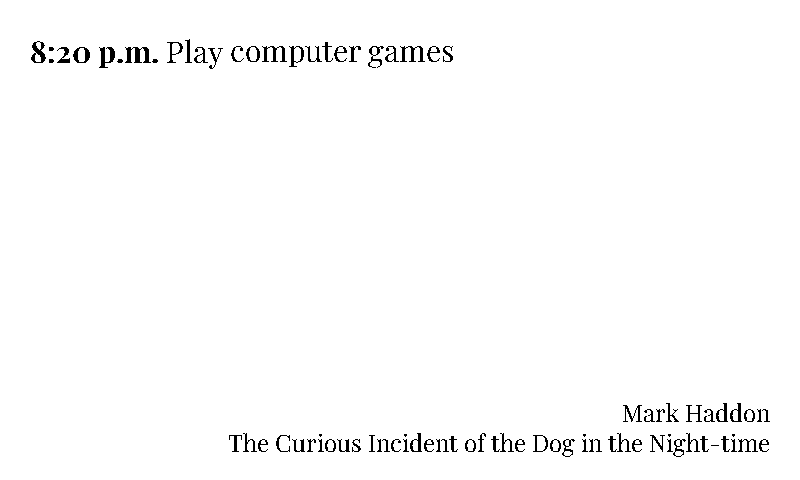 8:20 p.m. Play computer games
Mark Haddon
The Curious Incident of the Dog in the Night-time